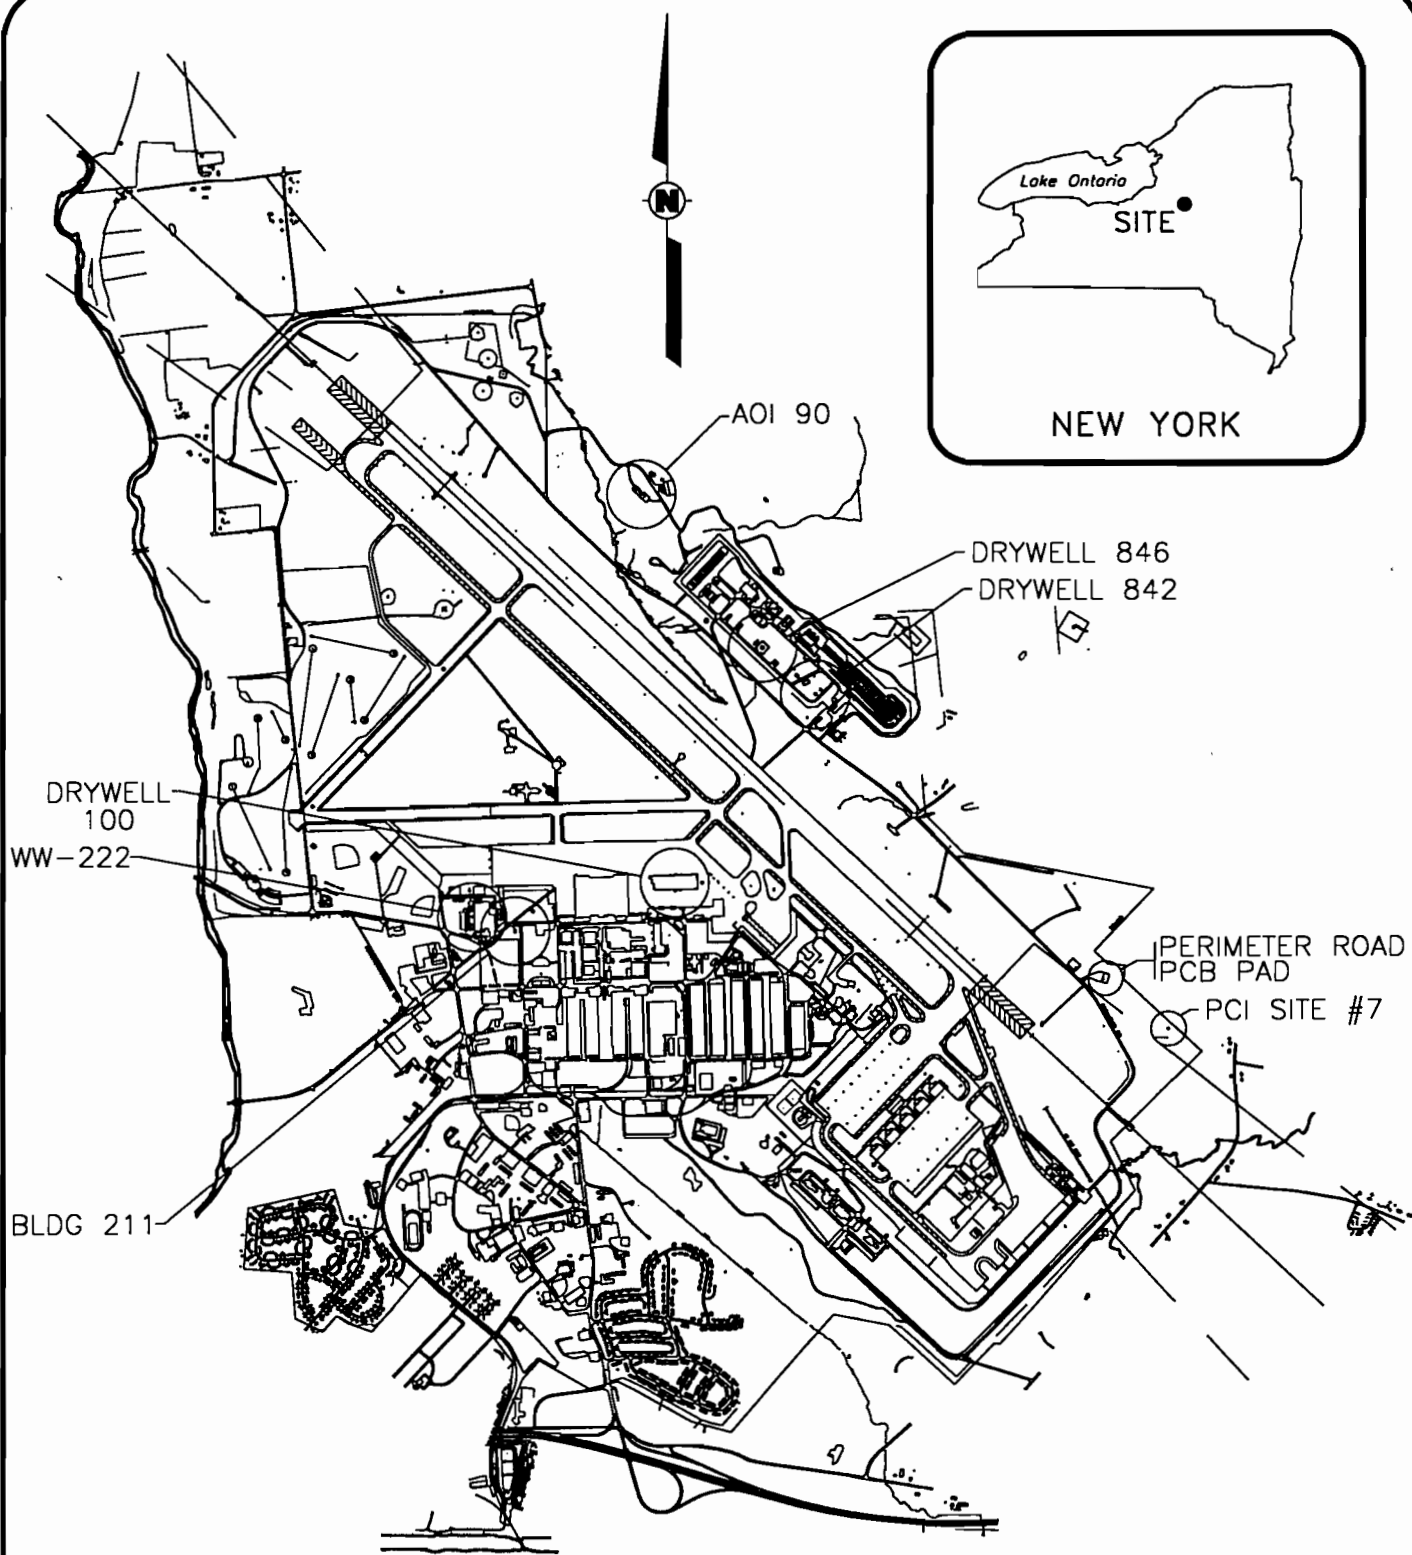 N
Lake Ontario
SITE
NEW YORK
AOI 90
DRYWELL 846
DRYWELL 842
DRYWELL
100
WW-222
PERIMETER ROAD
PCB PAD
PCI SITE #7
BLDG 211